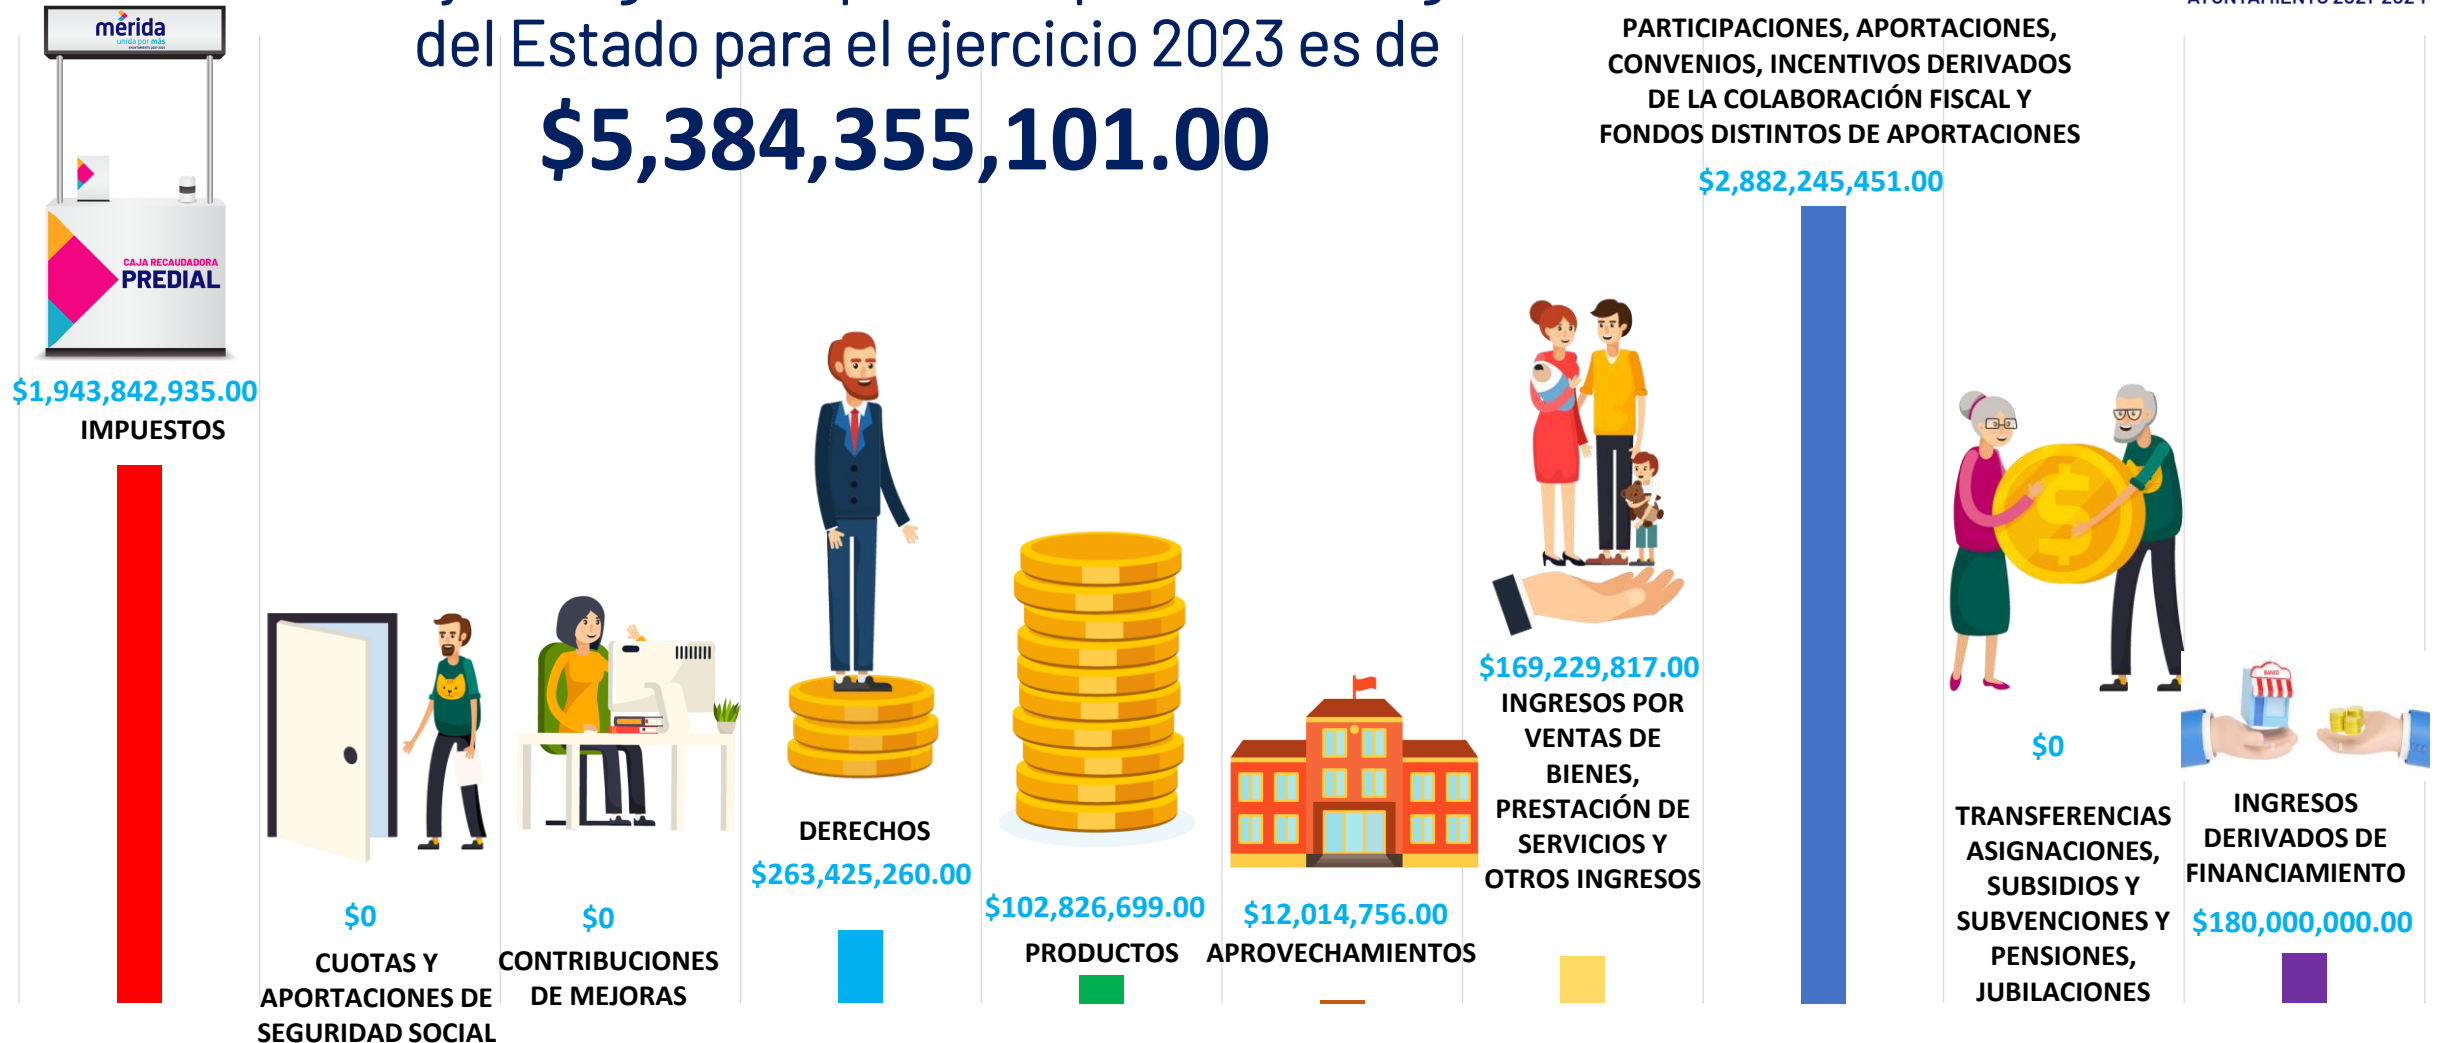 mérida
unida por más
del Estado para el ejercicio 2023 es de
$5,384,355,101.00
CAJA RECAUDADORA
PREDIAL
$1,943,842,935.00
IMPUESTOS
$0
CUOTAS Y
APORTACIONES DE
SEGURIDAD SOCIAL
$0
CONTRIBUCIONES
DE MEJORAS
DERECHOS
$263,425,260.00
$102,826,699.00
PRODUCTOS
$12,014,756.00
APROVECHAMIENTOS
$169,229,817.00
INGRESOS POR
VENTAS DE
BIENES,
PRESTACIÓN DE
SERVICIOS Y
OTROS INGRESOS
PARTICIPACIONES, APORTACIONES,
CONVENIOS, INCENTIVOS DERIVADOS
DE LA COLABORACIÓN FISCAL Y
FONDOS DISTINTOS DE APORTACIONES
$2,882,245,451.00
$0
TRANSFERENCIAS
ASIGNACIONES,
SUBSIDIOS Y
SUBVENCIONES Y
PENSIONES,
JUBILACIONES
BANCO
INGRESOS
DERIVADOS DE
FINANCIAMIENTO
$180,000,000.00